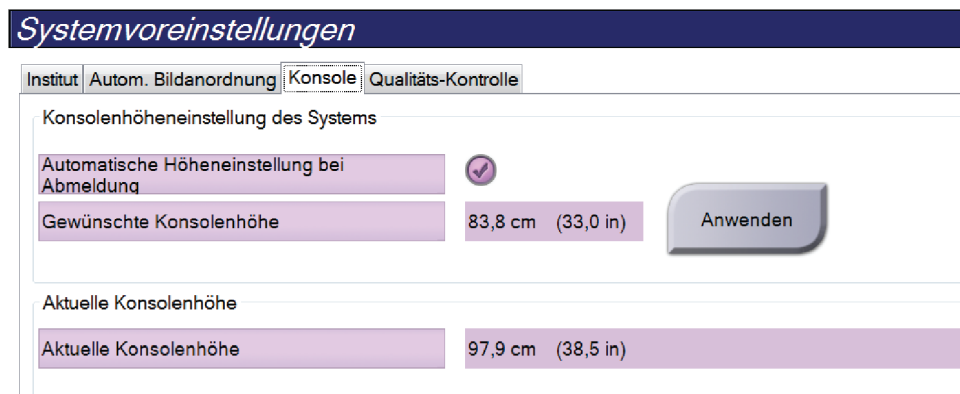 Systemvoreinstellungen
Institut Autom. Bildanordnung Konsole Qualitäts-Kontrolle
Konsolenhöheneinstellung des Systems
Automatische Höheneinstellung bei
Abmeldung
Gewünschte Konsolenhöhe 83,8 cm (33,0 in) Anwenden
Aktuelle Konsolenhöhe
Aktuelle Konsolenhöhe 97,9 cm (38,5 in)